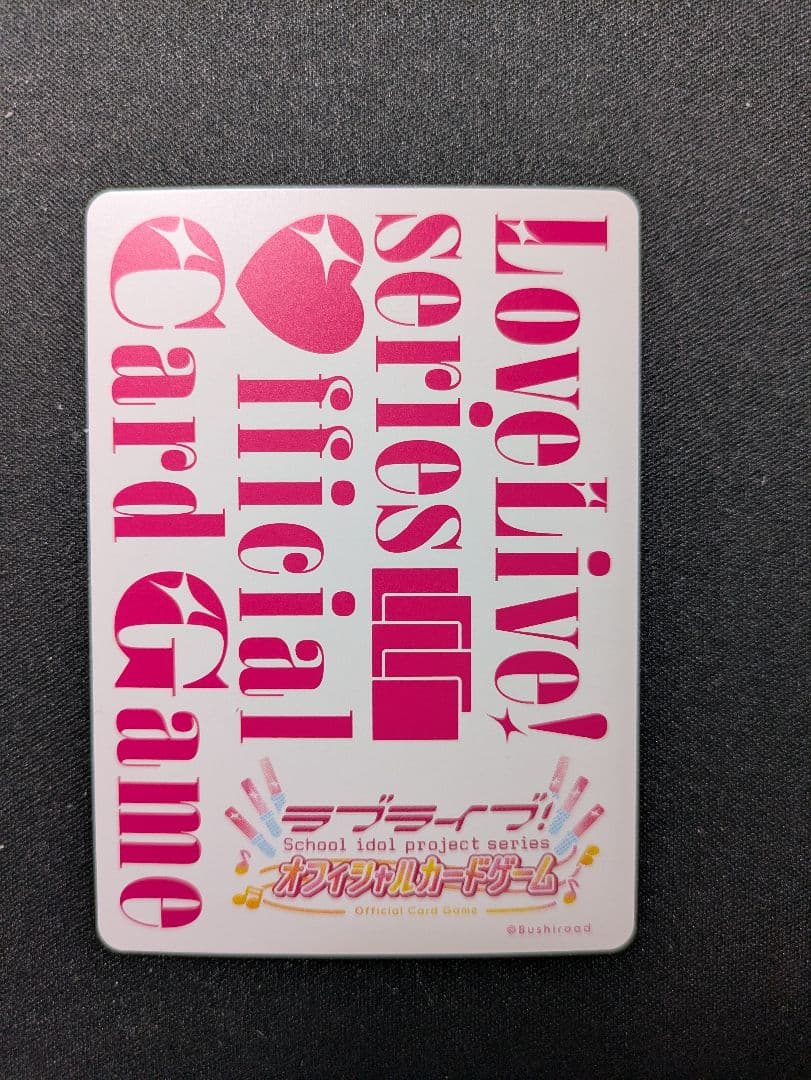 LoveLive!
series
Official
Card Game
ラブライブ!
School idol project series
オフィシャルカードゲーム
Official Card Game
©Bushiroad